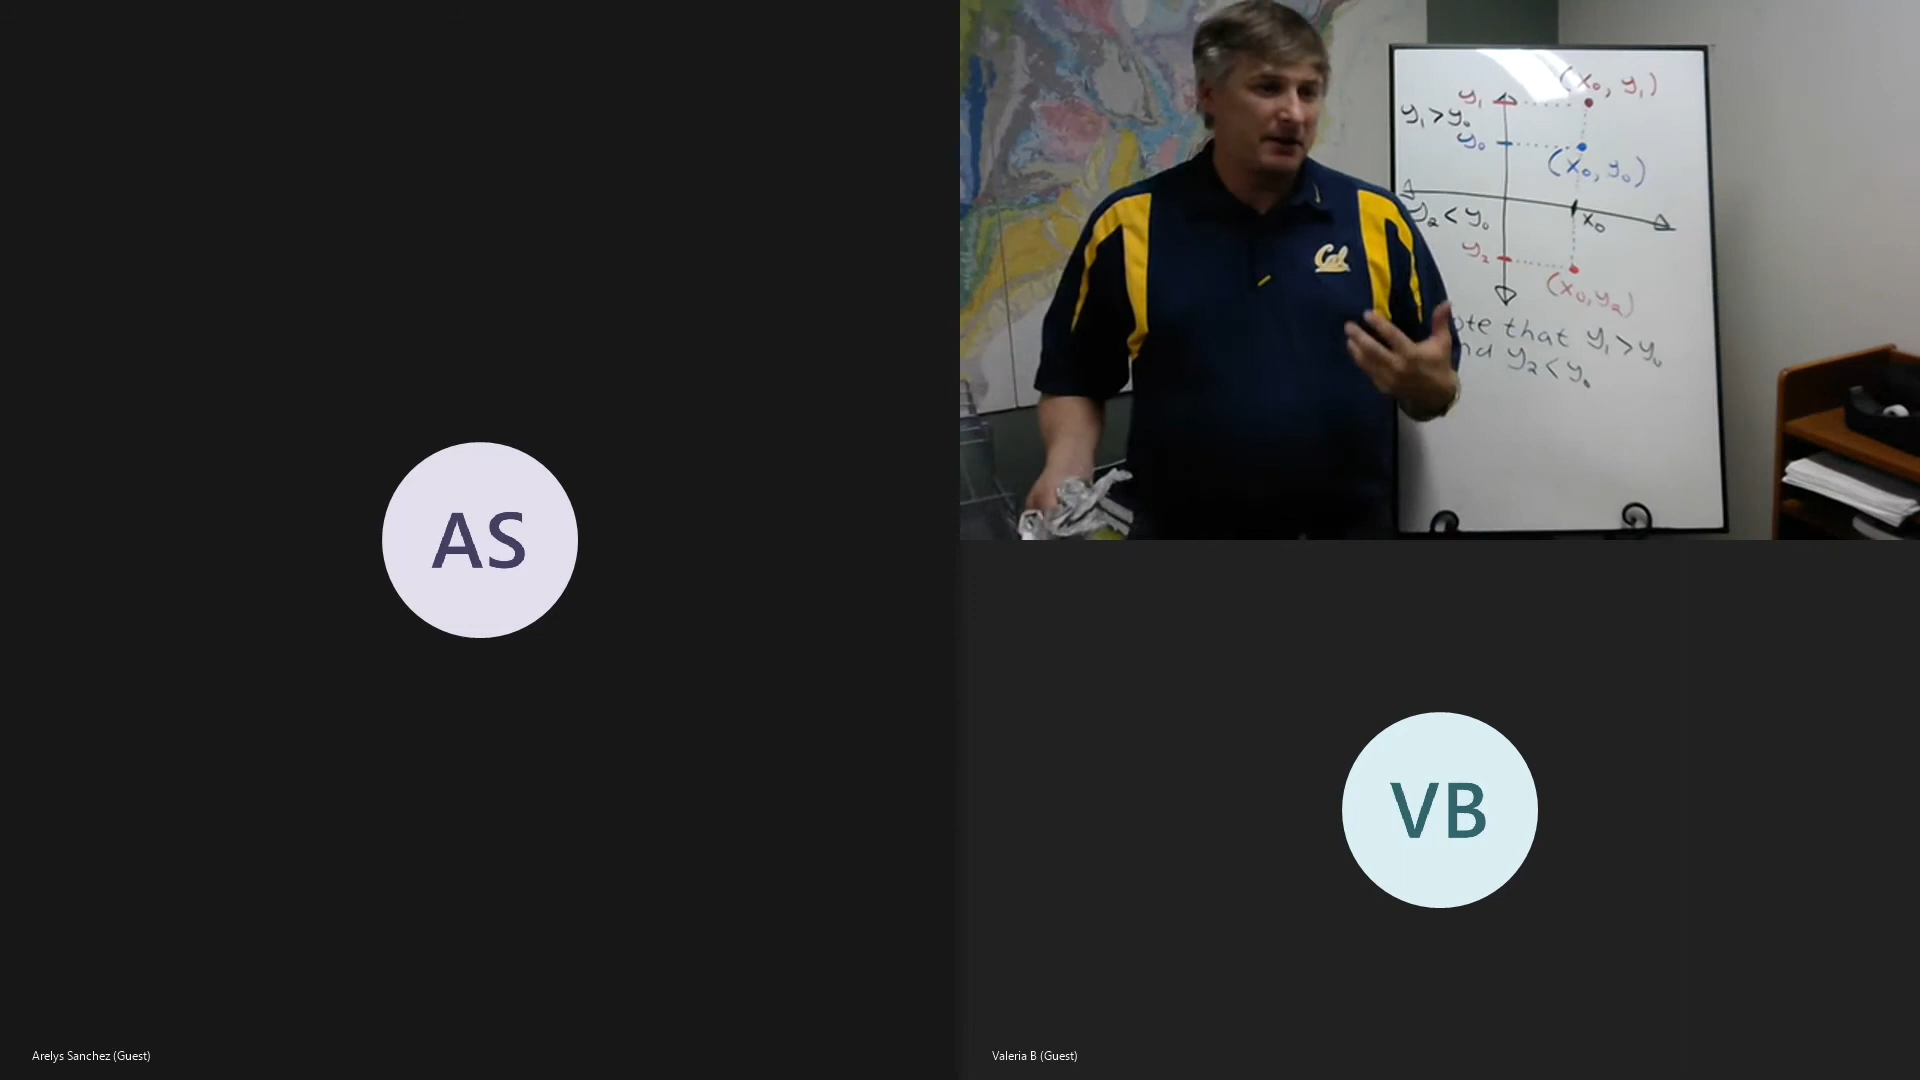 AS
Arelys Sanchez (Guest)
(x₀, y₁)
y₁
y₁ > y₀
y₀
(x₀, y₀)
y₂ < y₀
x₀
y₂
(x₀, y₂)
Cal
ote that y₁ > y₀
nd y₂ < y₀
VB
Valeria B (Guest)